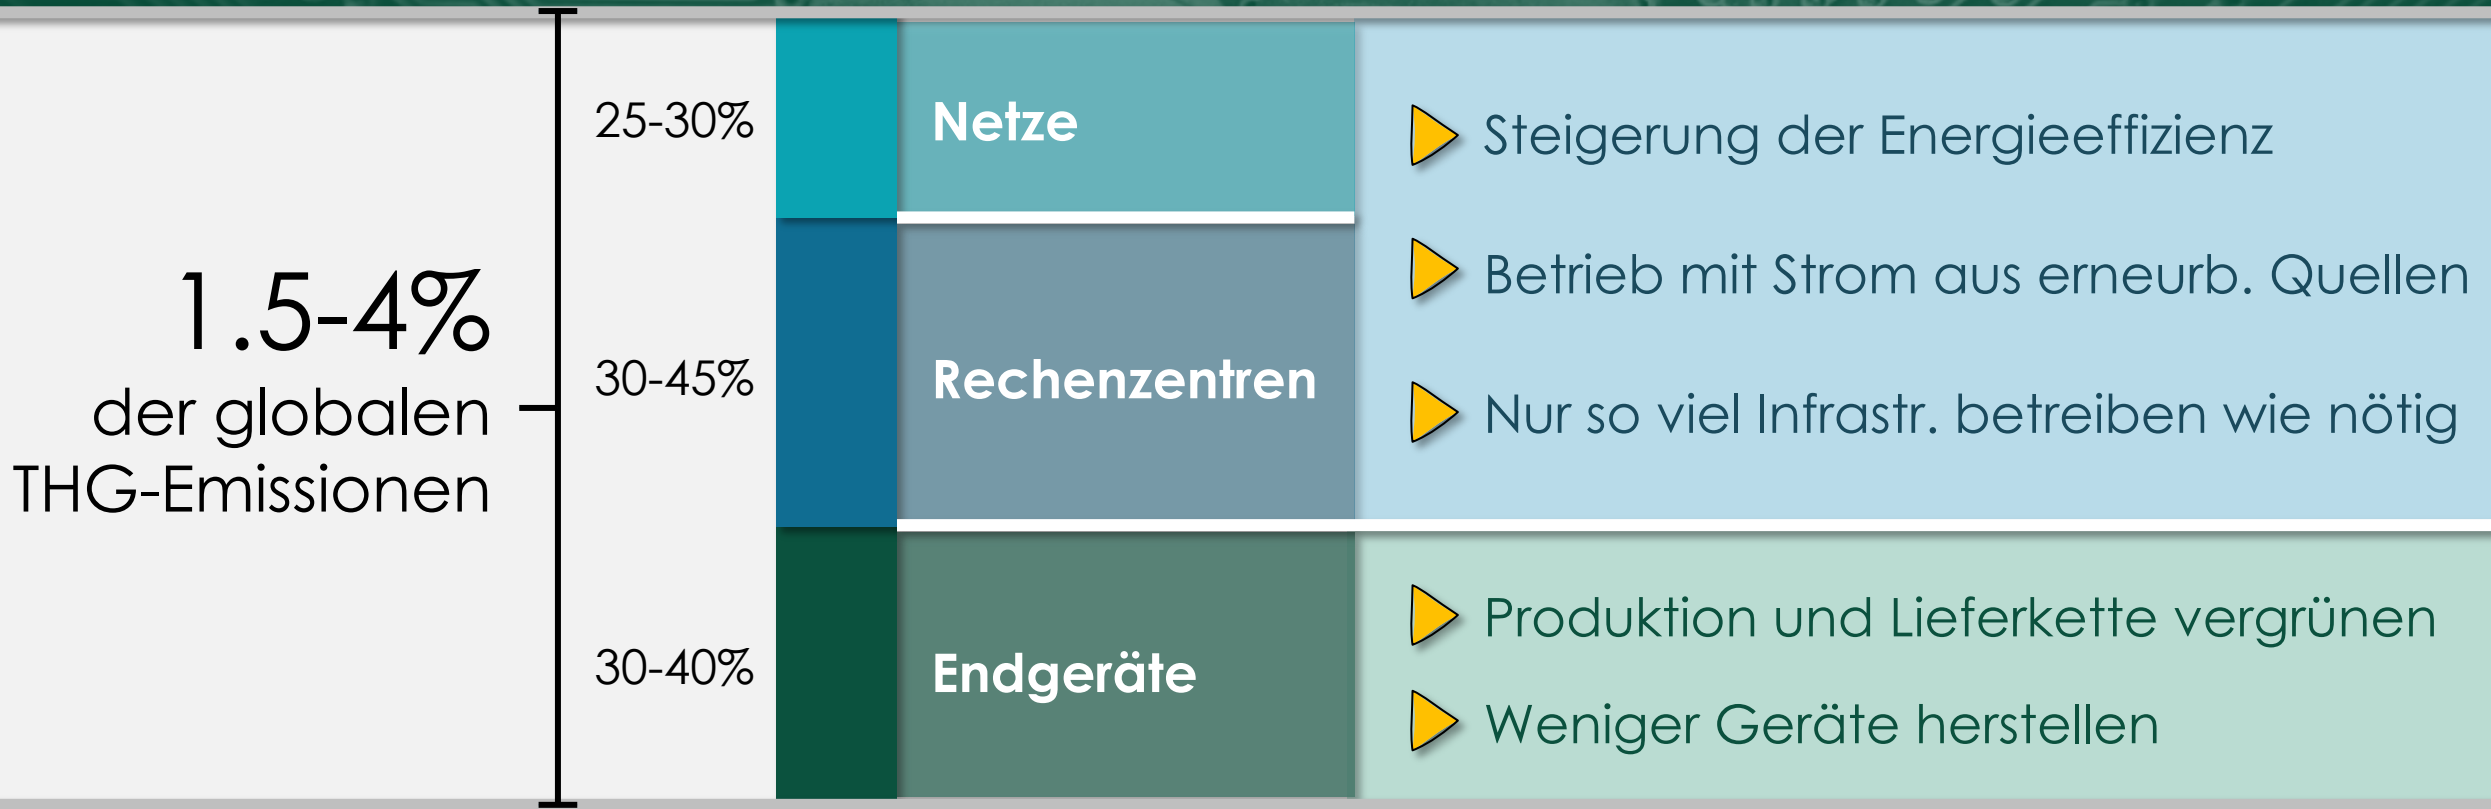 1.5-4%
der globalen
THG-Emissionen
25-30%
Netze
30-45%
Rechenzentren
Steigerung der Energieeffizienz
Betrieb mit Strom aus erneurb. Quellen
Nur so viel Infrastr. betreiben wie nötig
30-40%
Endgeräte
Produktion und Lieferkette vergrünen
Weniger Geräte herstellen